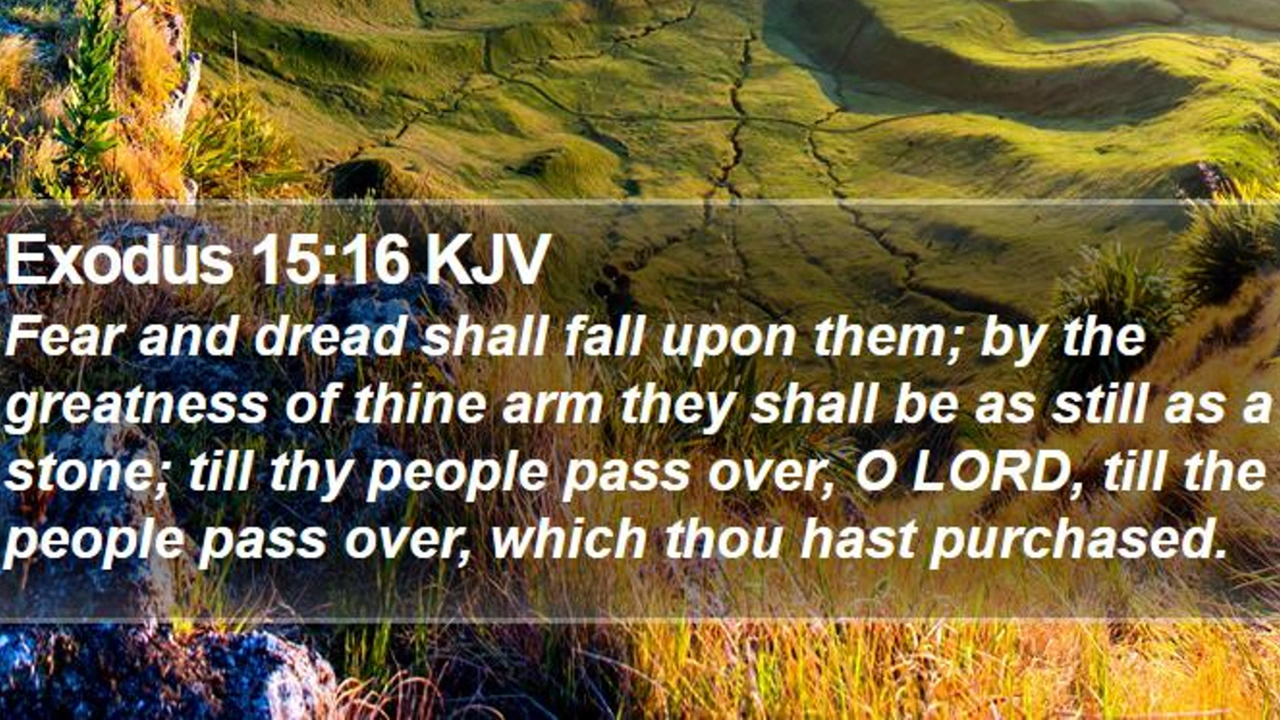 Exodus 15:16 KJV
Fear and dread shall fall upon them; by the
greatness of thine arm they shall be as still as a
stone; till thy people pass over, O LORD, till the
people pass over, which thou hast purchased.